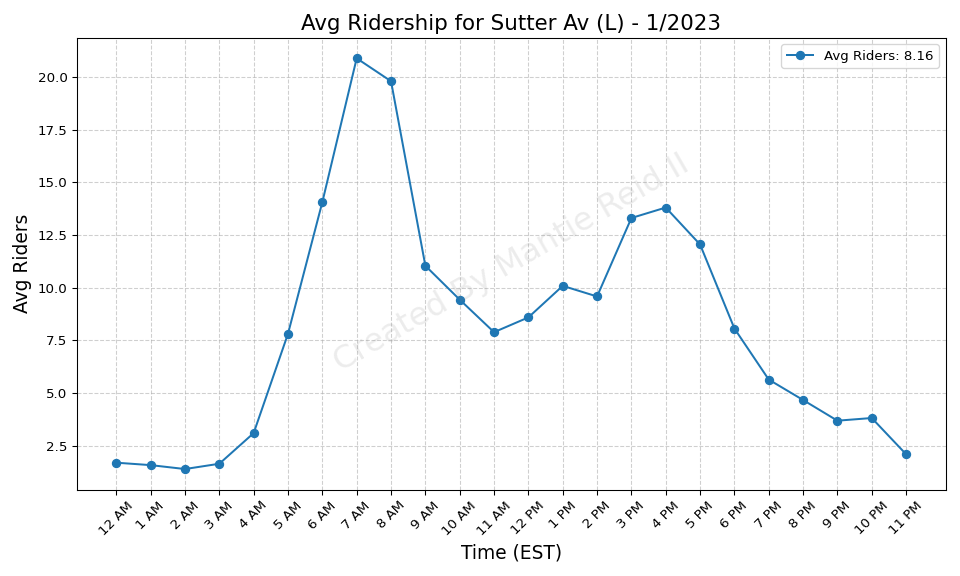 Avg Ridership for Sutter Av (L) - 1/2023
Avg Riders: 8.16
20.0
17.5
15.0
12.5
10.0
7.5
5.0
2.5
Avg Riders
Created By Mantie Reid II
12 AM
1 AM
2 AM
3 AM
4 AM
5 AM
6 AM
7 AM
8 AM
9 AM
10 AM
11 AM
12 PM
1 PM
2 PM
3 PM
4 PM
5 PM
6 PM
7 PM
8 PM
9 PM
10 PM
11 PM
Time (EST)